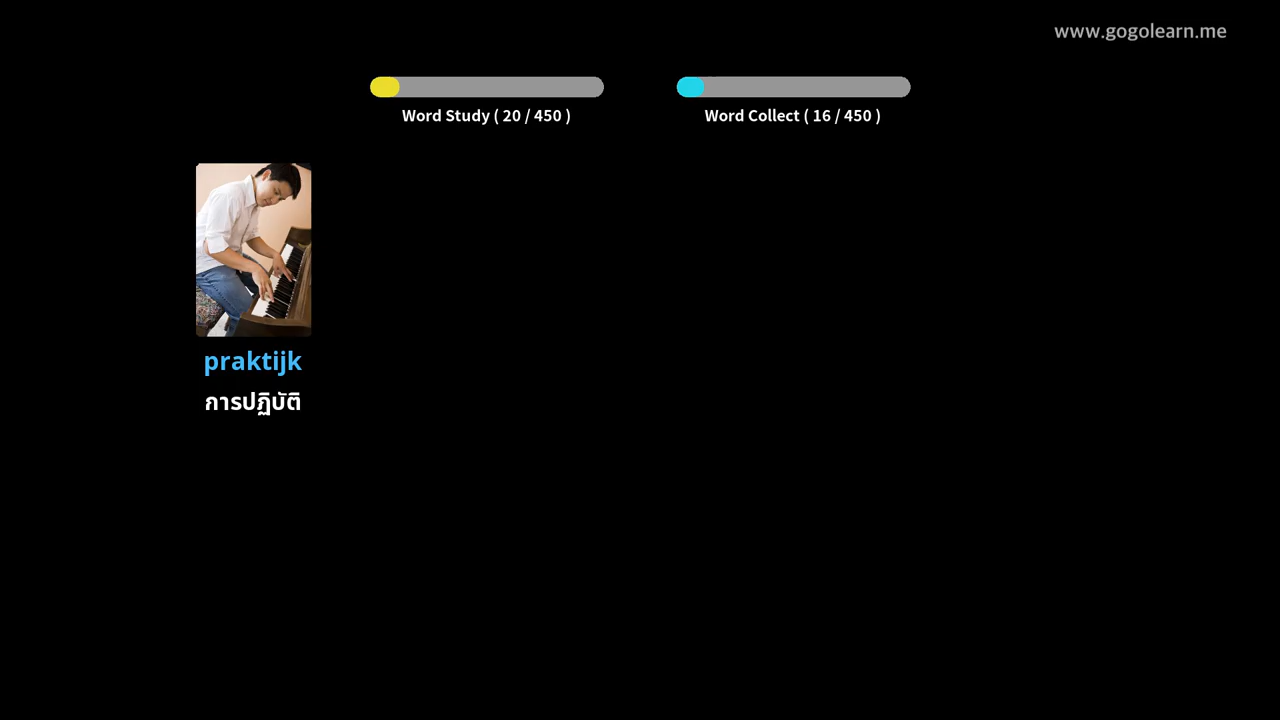 www.gogolearn.me
Word Study ( 20 / 450 )
Word Collect ( 16 / 450 )
praktijk
การปฏิบัติ